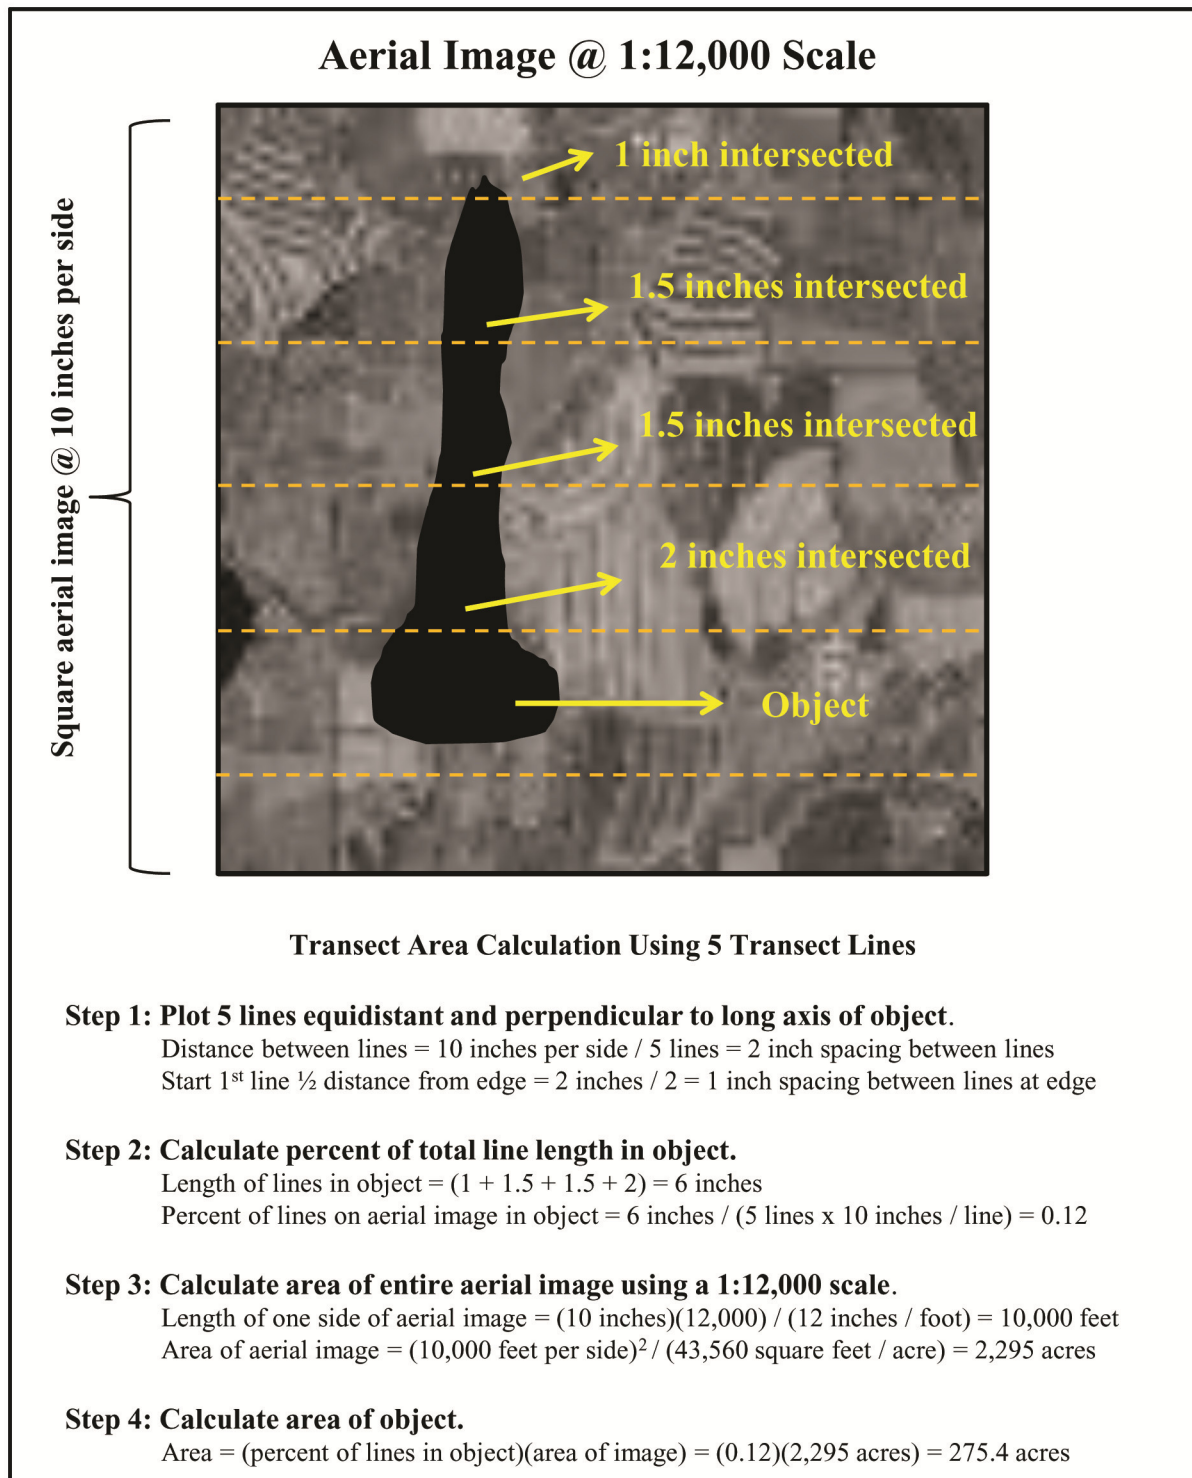 Aerial Image @ 1:12,000 Scale
Square aerial image @ 10 inches per side
1 inch intersected
1.5 inches intersected
1.5 inches intersected
2 inches intersected
Object
Transect Area Calculation Using 5 Transect Lines
Step 1: Plot 5 lines equidistant and perpendicular to long axis of object.
Distance between lines = 10 inches per side / 5 lines = 2 inch spacing between lines
Start 1st line ½ distance from edge = 2 inches / 2 = 1 inch spacing between lines at edge
Step 2: Calculate percent of total line length in object.
Length of lines in object = (1 + 1.5 + 1.5 + 2) = 6 inches
Percent of lines on aerial image in object = 6 inches / (5 lines x 10 inches / line) = 0.12
Step 3: Calculate area of entire aerial image using a 1:12,000 scale.
Length of one side of aerial image = (10 inches)(12,000) / (12 inches / foot) = 10,000 feet
Area of aerial image = (10,000 feet per side)² / (43,560 square feet / acre) = 2,295 acres
Step 4: Calculate area of object.
Area = (percent of lines in object)(area of image) = (0.12)(2,295 acres) = 275.4 acres